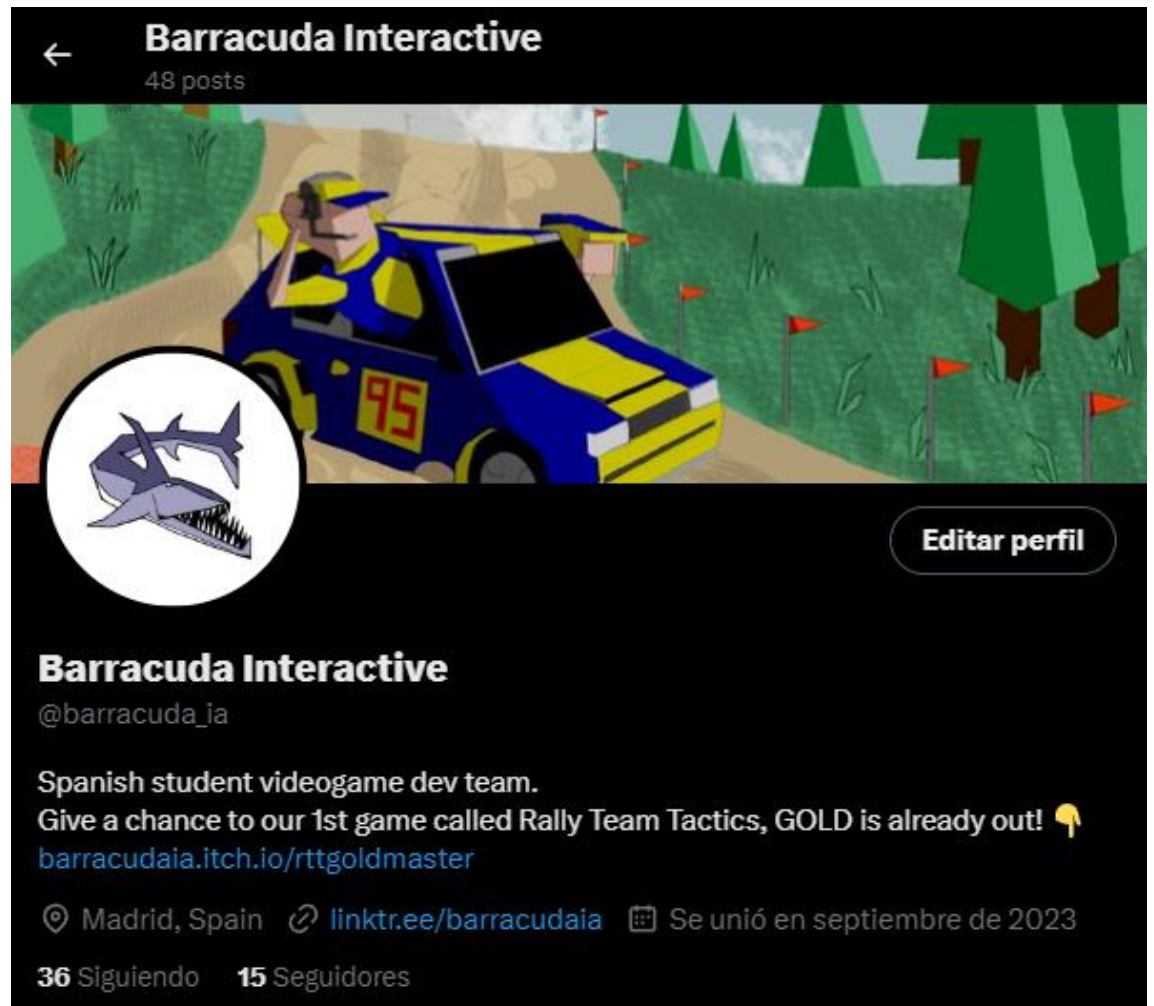 Barracuda Interactive
48 posts
95
Editar perfil
Barracuda Interactive
@barracuda_ia
Spanish student videogame dev team.
Give a chance to our 1st game called Rally Team Tactics, GOLD is already out! 👇
barracudaia.itch.io/rttgoldmaster
Madrid, Spain linktr.ee/barracudaia Se unió en septiembre de 2023
36 Siguiendo 15 Seguidores